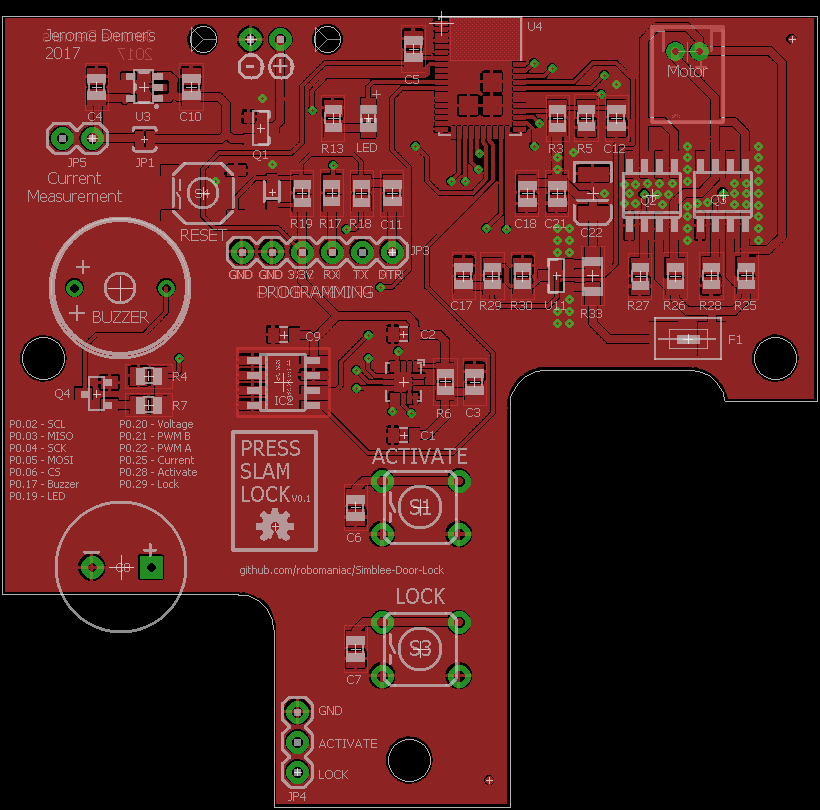 Jerome Demers
2017
U4
C5
Motor
C4
U3
C10
R13
LED
Q1
R3
R5
C12
JP5
JP1
Current
Measurement
RESET
R19
R17
R18
C11
C18
C21
C22
Q2
Q3
JP3
GND
GND
3.3V
RX
TX
DTR
PROGRAMMING
C17
R29
R30
U11
R33
R27
R26
R28
R25
BUZZER
C9
C2
F1
Q4
R4
R7
IC2
R6
C3
C1
P0.02 - SCL
P0.03 - MISO
P0.04 - SCK
P0.05 - MOSI
P0.06 - CS
P0.17 - Buzzer
P0.19 - LED
P0.20 - Voltage
P0.21 - PWM B
P0.22 - PWM A
P0.25 - Current
P0.28 - Activate
P0.29 - Lock
PRESS
SLAM
LOCK V0.1
ACTIVATE
S1
C6
github.com/robomaniac/Simblee-Door-Lock
LOCK
S3
C7
GND
ACTIVATE
LOCK
JP4